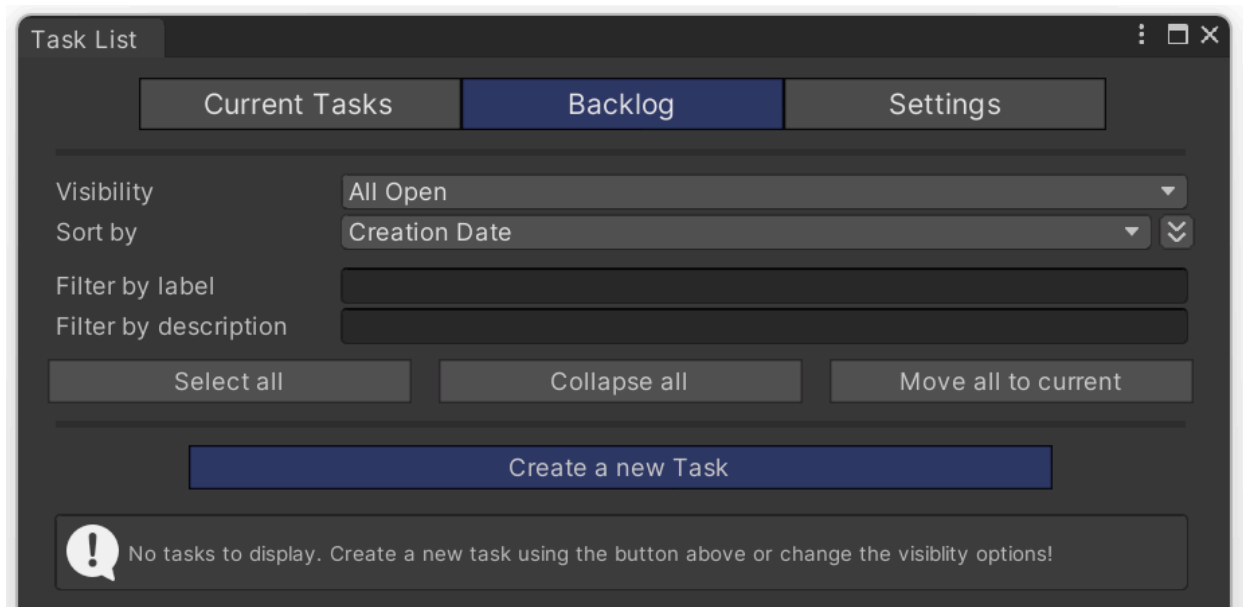 Task List
Current Tasks Backlog Settings
Visibility All Open
Sort by Creation Date
Filter by label
Filter by description
Select all Collapse all Move all to current
Create a new Task
No tasks to display. Create a new task using the button above or change the visiblity options!